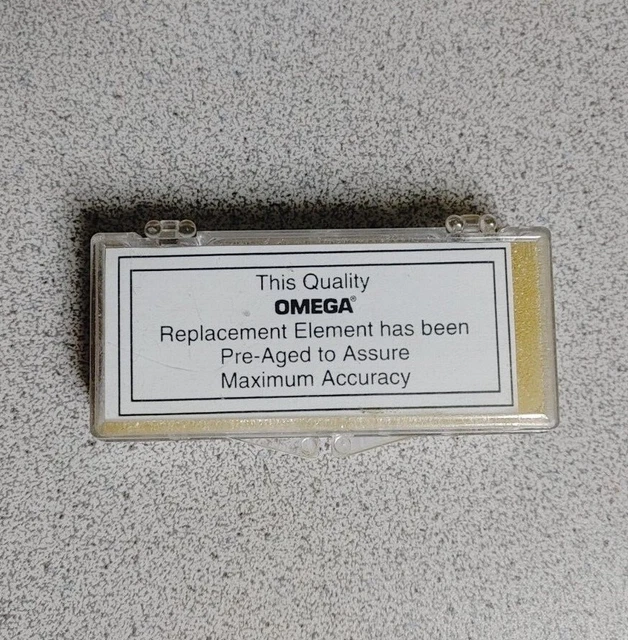 This Quality
OMEGA®
Replacement Element has been
Pre-Aged to Assure
Maximum Accuracy